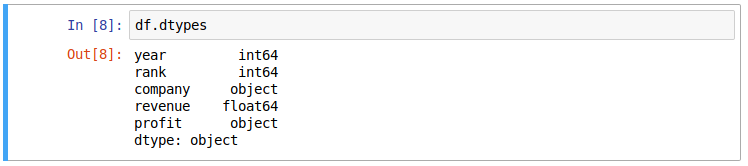 In [8]: df.dtypes
Out[8]: year             int64
rank             int64
company         object
revenue        float64
profit          object
dtype: object